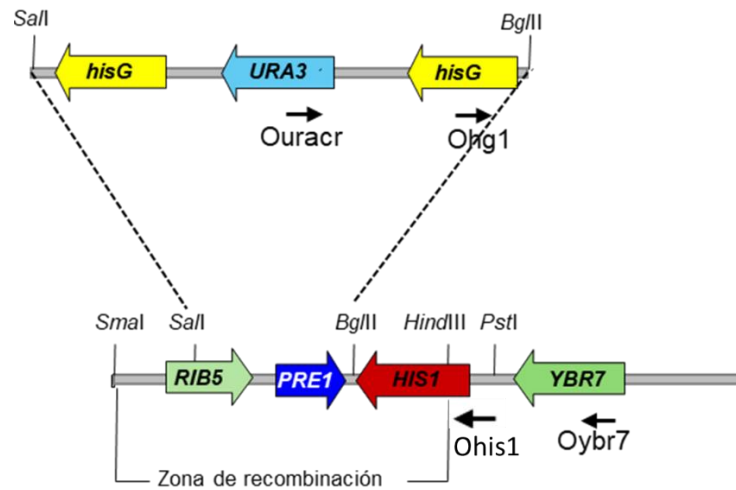 SalI BglII
hisG URA3 hisG
Ouracr Ohg1
SmaI SalI BglII HindIII PstI
RIB5 PRE1 HIS1 YBR7
Ohis1 Oybr7
Zona de recombinación